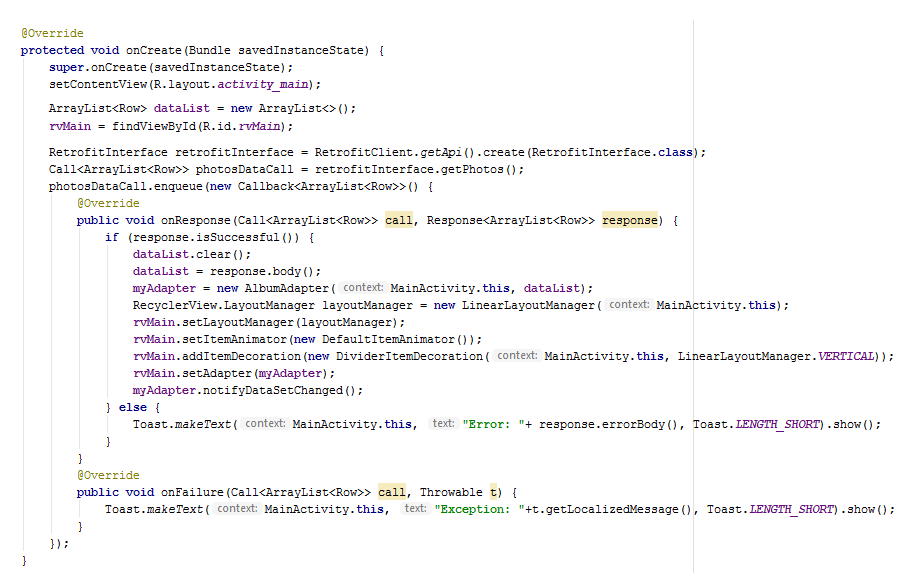 @Override
protected void onCreate(Bundle savedInstanceState) {
super.onCreate(savedInstanceState);
setContentView(R.layout.activity_main);
ArrayList<Row> dataList = new ArrayList<>();
rvMain = findViewById(R.id.rvMain);
RetrofitInterface retrofitInterface = RetrofitClient.getApi().create(RetrofitInterface.class);
Call<ArrayList<Row>> photosDataCall = retrofitInterface.getPhotos();
photosDataCall.enqueue(new Callback<ArrayList<Row>>() {
@Override
public void onResponse(Call<ArrayList<Row>> call, Response<ArrayList<Row>> response) {
if (response.isSuccessful()) {
dataList.clear();
dataList = response.body();
myAdapter = new AlbumAdapter( context: MainActivity.this, dataList);
RecyclerView.LayoutManager layoutManager = new LinearLayoutManager( context: MainActivity.this);
rvMain.setLayoutManager(layoutManager);
rvMain.setItemAnimator(new DefaultItemAnimator());
rvMain.addItemDecoration(new DividerItemDecoration( context: MainActivity.this, LinearLayoutManager.VERTICAL));
rvMain.setAdapter(myAdapter);
myAdapter.notifyDataSetChanged();
} else {
Toast.makeText( context: MainActivity.this, text: "Error: "+ response.errorBody(), Toast.LENGTH_SHORT).show();
}
}
@Override
public void onFailure(Call<ArrayList<Row>> call, Throwable t) {
Toast.makeText( context: MainActivity.this, text: "Exception: "+t.getLocalizedMessage(), Toast.LENGTH_SHORT).show();
}
});
}